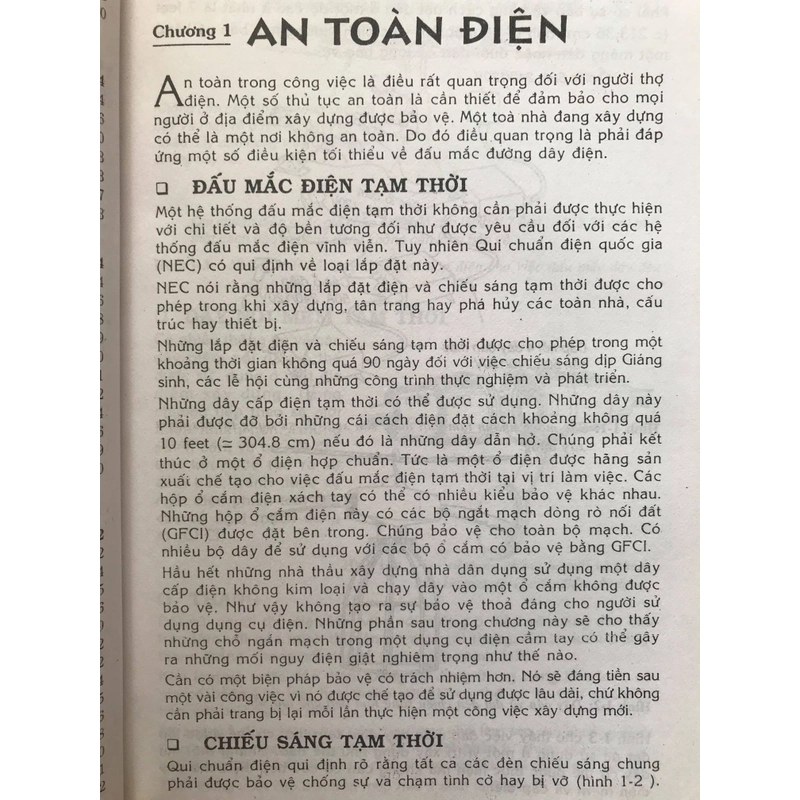 Chương 1 AN TOÀN ĐIỆN
An toàn trong công việc là điều rất quan trọng đối với người thợ
điện. Một số thủ tục an toàn là cần thiết để đảm bảo cho mọi
người ở địa điểm xây dựng được bảo vệ. Một toà nhà đang xây dựng
có thể là một nơi không an toàn. Do đó điều quan trọng là phải đáp
ứng một số điều kiện tối thiểu về đấu mắc đường dây điện.
❏ ĐẤU MẮC ĐIỆN TẠM THỜI
Một hệ thống đấu mắc điện tạm thời không cần phải được thực hiện
với chi tiết và độ bền tương đối như được yêu cầu đối với các hệ
thống đấu mắc điện vĩnh viễn. Tuy nhiên Qui chuẩn điện quốc gia
(NEC) có qui định về loại lắp đặt này.
NEC nói rằng những lắp đặt điện và chiếu sáng tạm thời được cho
phép trong khi xây dựng, tân trang hay phá hủy các toàn nhà, cấu
trúc hay thiết bị.
Những lắp đặt điện và chiếu sáng tạm thời được cho phép trong một
khoảng thời gian không quá 90 ngày đối với việc chiếu sáng dịp Giáng
sinh, các lễ hội cùng những công trình thực nghiệm và phát triển.
Những dây cấp điện tạm thời có thể được sử dụng. Những dây này
phải được đỡ bởi những cái cách điện đặt cách khoảng không quá
10 feet (≃ 304.8 cm) nếu đó là những dây dẫn hở. Chúng phải kết
thúc ở một ổ điện hợp chuẩn. Tức là một ổ điện được hãng sản
xuất chế tạo cho việc đấu mắc điện tạm thời tại vị trí làm việc. Các
hộp ổ cắm điện xách tay có thể có nhiều kiểu bảo vệ khác nhau.
Những hộp ổ cắm điện này có các bộ ngắt mạch dòng rò nối đất
(GFCI) được đặt bên trong. Chúng bảo vệ cho toàn bộ mạch. Có
nhiều bộ dây để sử dụng với các bộ ổ cắm có bảo vệ bằng GFCI.
Hầu hết những nhà thầu xây dựng nhà dân dụng sử dụng một dây
cấp điện không kim loại và chạy dây vào một ổ cắm không được
bảo vệ. Như vậy không tạo ra sự bảo vệ thoả đáng cho người sử
dụng dụng cụ điện. Những phần sau trong chương này sẽ cho thấy
những chỗ ngắn mạch trong một dụng cụ điện cầm tay có thể gây
ra những mối nguy điện giật nghiêm trọng như thế nào.
Cần có một biện pháp bảo vệ có trách nhiệm hơn. Nó sẽ đáng tiền sau
một vài công việc vì nó được chế tạo để sử dụng được lâu dài, chứ không
cần phải trang bị lại mỗi lần thực hiện một công việc xây dựng mới.
❏ CHIẾU SÁNG TẠM THỜI
Qui chuẩn điện qui định rõ rằng tất cả các đèn chiếu sáng chung
phải được bảo vệ chống sự va chạm tình cờ hay bị vỡ (hình 1-2 ).